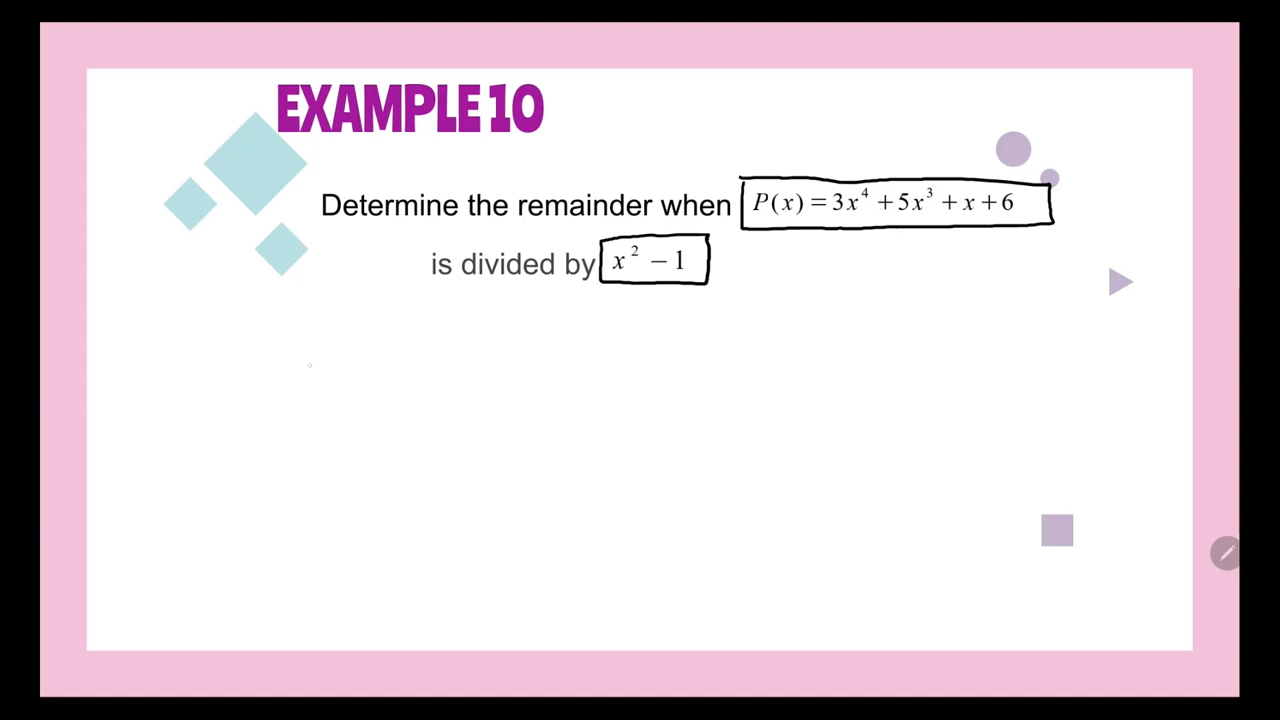 EXAMPLE 10
Determine the remainder when P(x) = 3x⁴ + 5x³ + x + 6
is divided by x² − 1